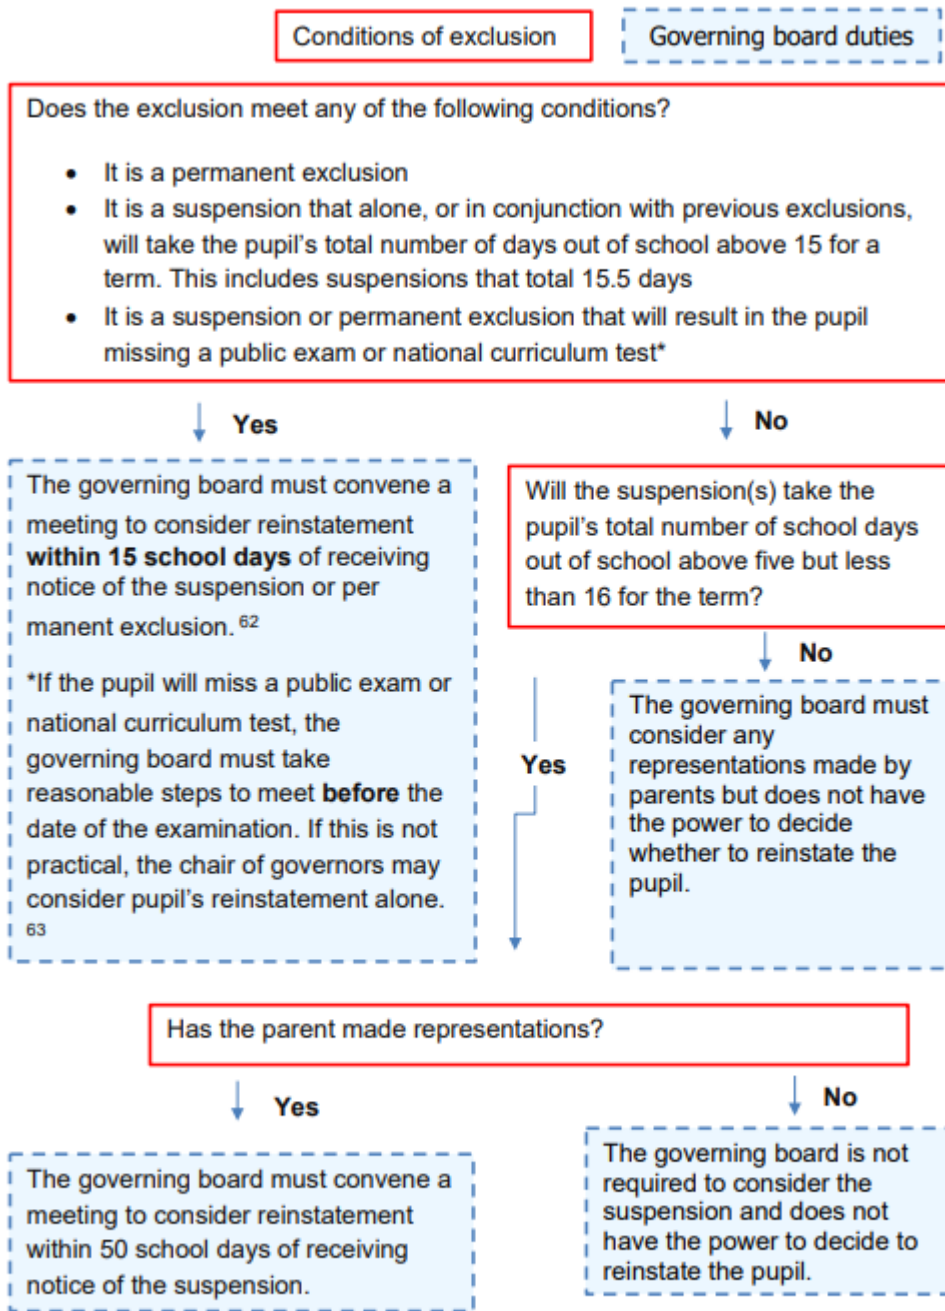 Conditions of exclusion
Governing board duties
Does the exclusion meet any of the following conditions?
• It is a permanent exclusion
• It is a suspension that alone, or in conjunction with previous exclusions,
will take the pupil's total number of days out of school above 15 for a
term. This includes suspensions that total 15.5 days
• It is a suspension or permanent exclusion that will result in the pupil
missing a public exam or national curriculum test*
Yes
No
The governing board must convene a
meeting to consider reinstatement
within 15 school days of receiving
notice of the suspension or per
manent exclusion. 62
*If the pupil will miss a public exam or
national curriculum test, the
governing board must take
reasonable steps to meet before the
date of the examination. If this is not
practical, the chair of governors may
consider pupil's reinstatement alone.
63
Will the suspension(s) take the
pupil's total number of school days
out of school above five but less
than 16 for the term?
No
Yes
The governing board must
consider any
representations made by
parents but does not have
the power to decide
whether to reinstate the
pupil.
Has the parent made representations?
Yes
No
The governing board must convene a
meeting to consider reinstatement
within 50 school days of receiving
notice of the suspension.
The governing board is not
required to consider the
suspension and does not
have the power to decide to
reinstate the pupil.